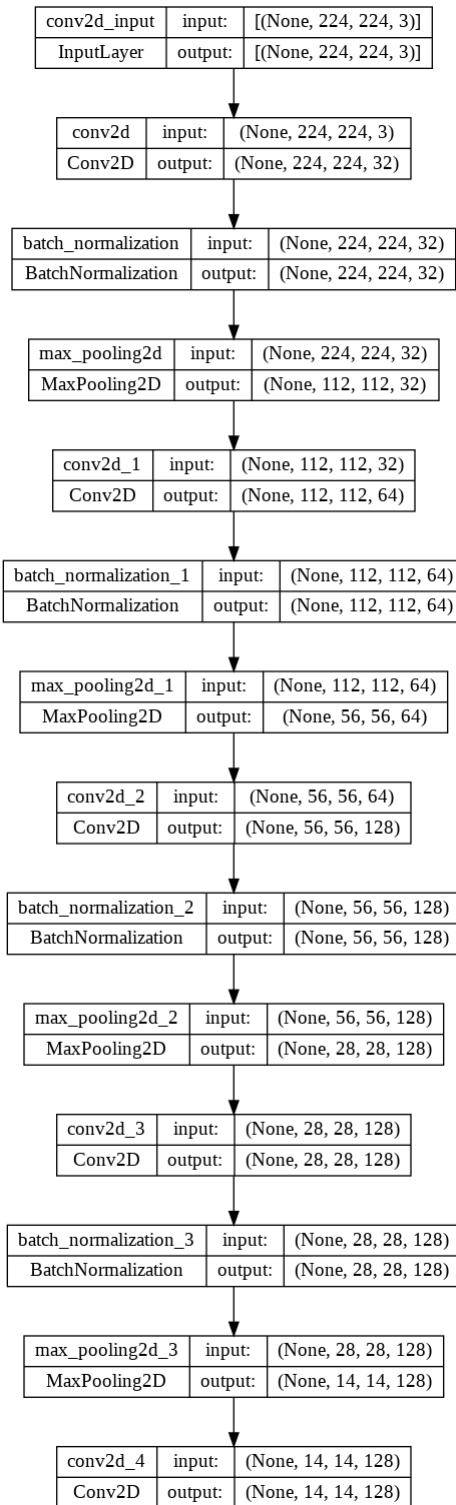 conv2d_input input: [(None, 224, 224, 3)]
InputLayer output: [(None, 224, 224, 3)]
conv2d input: (None, 224, 224, 3)
Conv2D output: (None, 224, 224, 32)
batch_normalization input: (None, 224, 224, 32)
BatchNormalization output: (None, 224, 224, 32)
max_pooling2d input: (None, 224, 224, 32)
MaxPooling2D output: (None, 112, 112, 32)
conv2d_1 input: (None, 112, 112, 32)
Conv2D output: (None, 112, 112, 64)
batch_normalization_1 input: (None, 112, 112, 64)
BatchNormalization output: (None, 112, 112, 64)
max_pooling2d_1 input: (None, 112, 112, 64)
MaxPooling2D output: (None, 56, 56, 64)
conv2d_2 input: (None, 56, 56, 64)
Conv2D output: (None, 56, 56, 128)
batch_normalization_2 input: (None, 56, 56, 128)
BatchNormalization output: (None, 56, 56, 128)
max_pooling2d_2 input: (None, 56, 56, 128)
MaxPooling2D output: (None, 28, 28, 128)
conv2d_3 input: (None, 28, 28, 128)
Conv2D output: (None, 28, 28, 128)
batch_normalization_3 input: (None, 28, 28, 128)
BatchNormalization output: (None, 28, 28, 128)
max_pooling2d_3 input: (None, 28, 28, 128)
MaxPooling2D output: (None, 14, 14, 128)
conv2d_4 input: (None, 14, 14, 128)
Conv2D output: (None, 14, 14, 128)